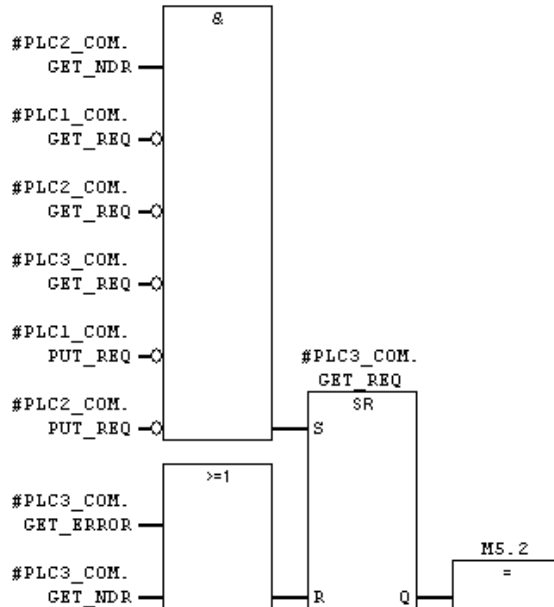 &
#PLC2_COM.
GET_NDR
#PLC1_COM.
GET_REQ
#PLC2_COM.
GET_REQ
#PLC3_COM.
GET_REQ
#PLC1_COM.
PUT_REQ
#PLC2_COM.
PUT_REQ
#PLC3_COM.
GET_REQ
SR
S
>=1
#PLC3_COM.
GET_ERROR
#PLC3_COM.
GET_NDR
R Q
M5.2
=